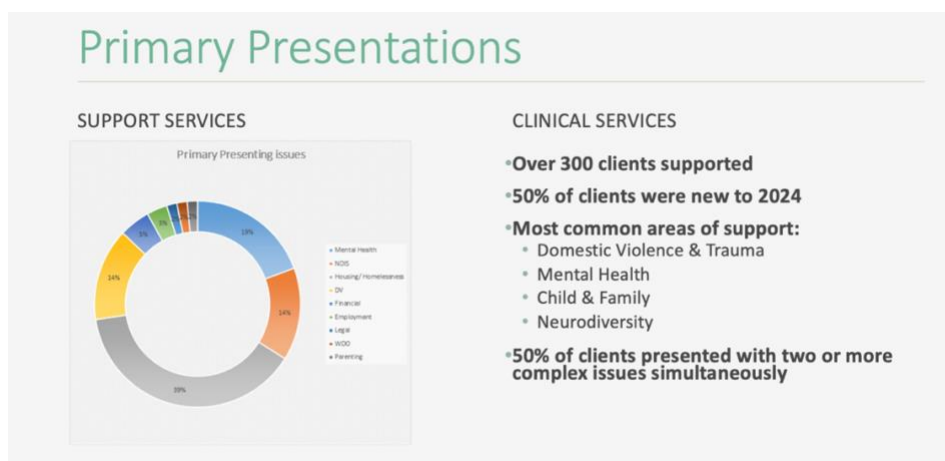 Primary Presentations
SUPPORT SERVICES
Primary Presenting issues
19%
14%
39%
14%
5%
3%
Mental Health
NDIS
Housing/ Homelessness
DV
Financial
Employment
Legal
WDO
Parenting
CLINICAL SERVICES
•Over 300 clients supported
•50% of clients were new to 2024
•Most common areas of support:
• Domestic Violence & Trauma
• Mental Health
• Child & Family
• Neurodiversity
•50% of clients presented with two or more
complex issues simultaneously